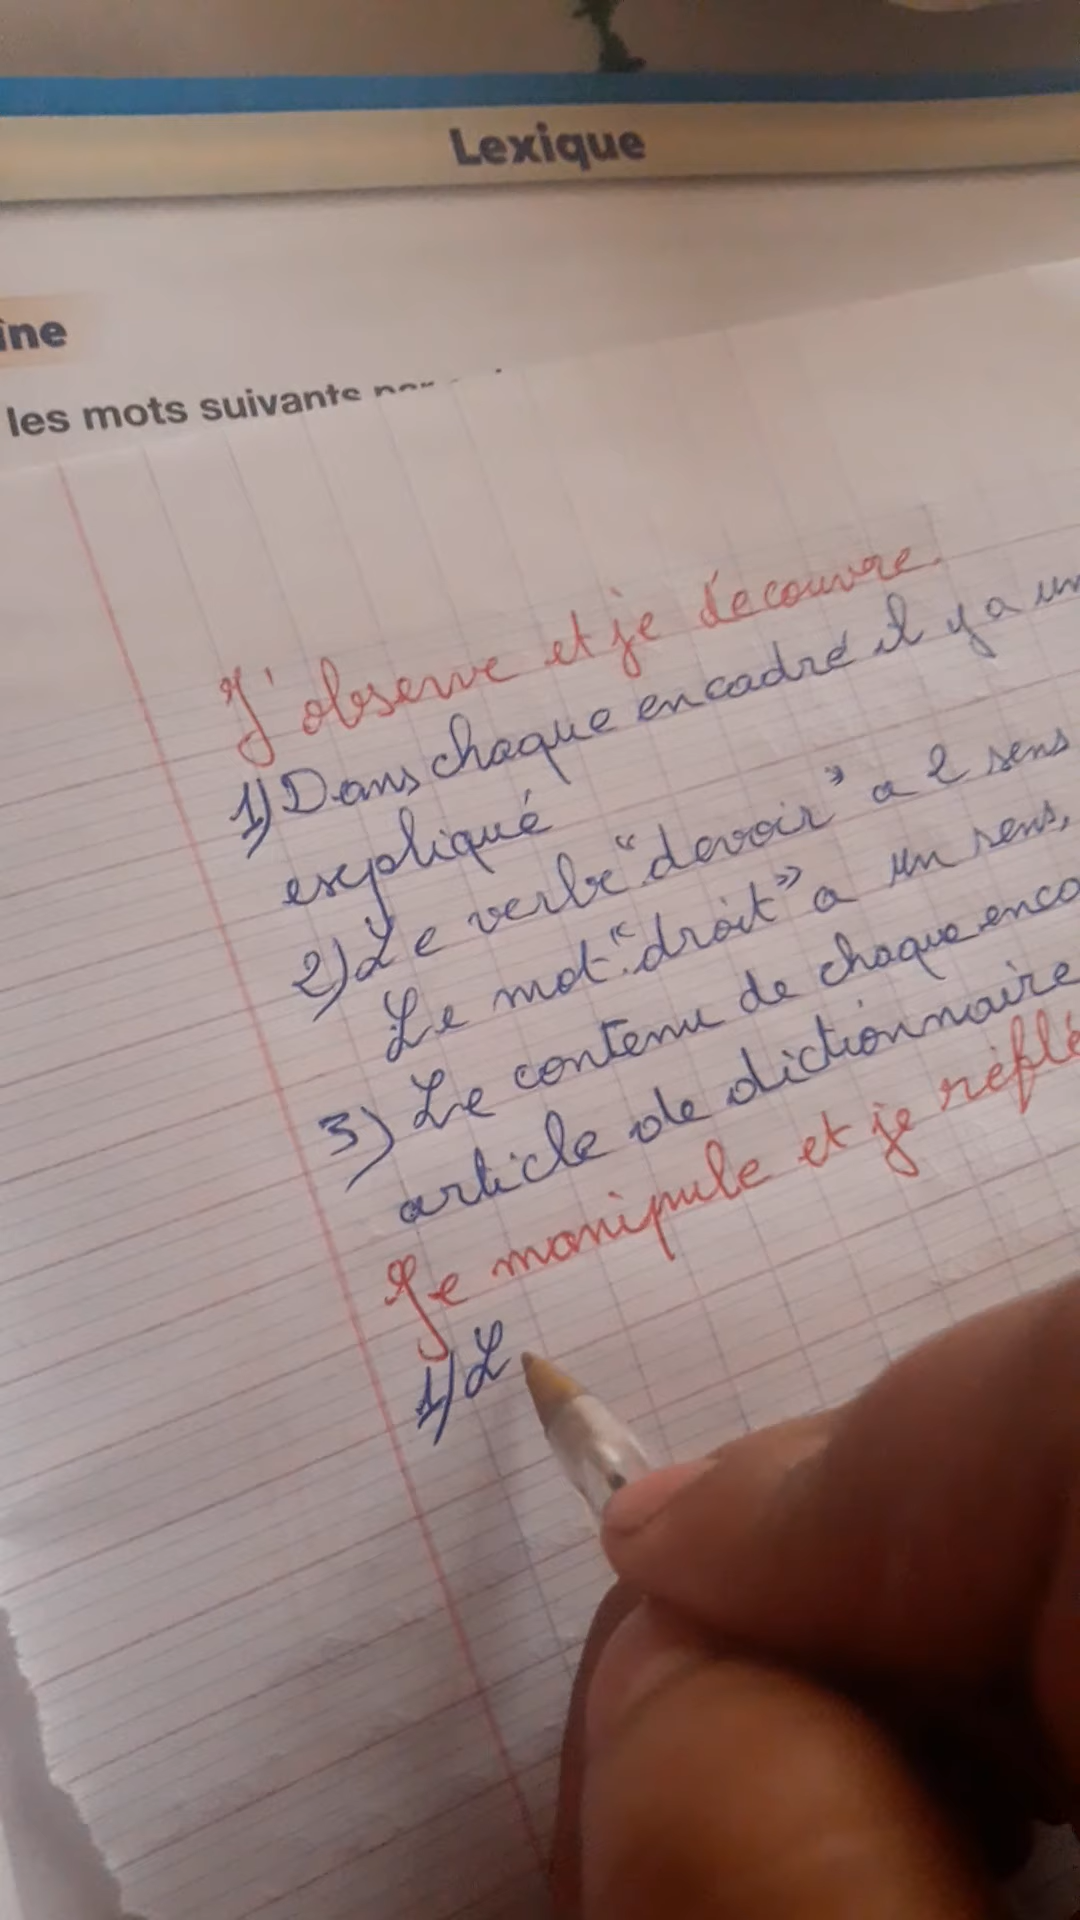 Lexique
îne
les mots suivants par
J'observe et je découvre.
1) Dans chaque encadré il y a un
expliqué
2) Le verbe "devoir" a 2 sens
Le mot "droit" a un sens,
3) Le contenu de chaque enca
article de dictionnaire
Je manipule et je réflé
1) L